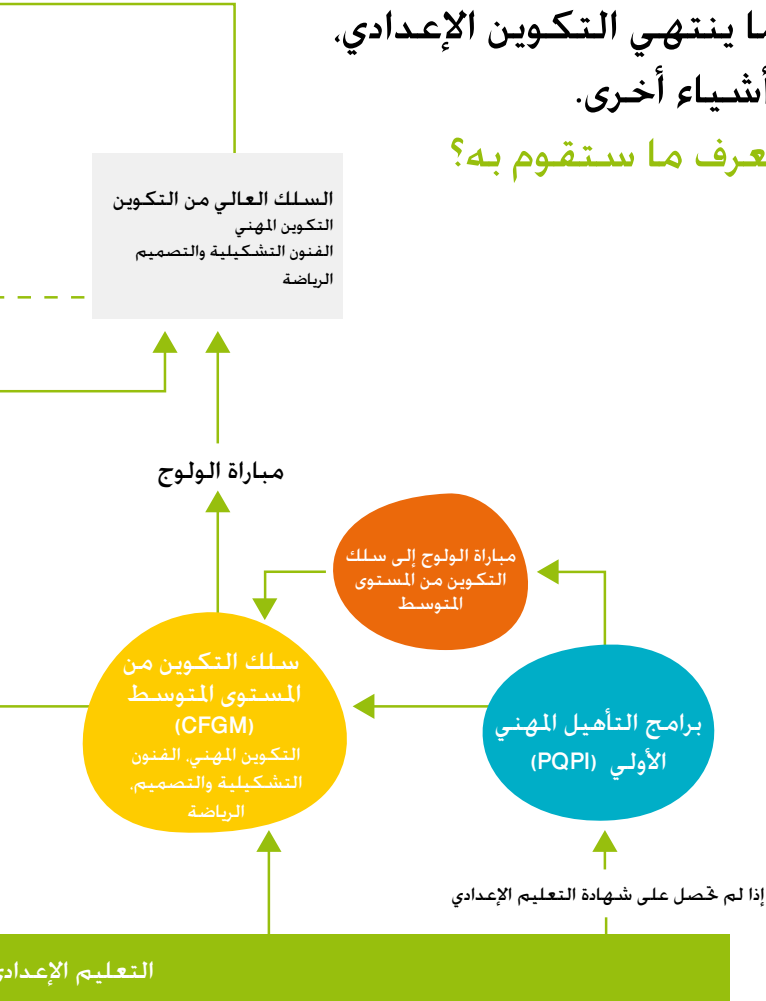 ما ينتهي التكوين الإعدادي.
أشياء أخرى.
عرف ما ستقوم به؟
السلك العالي من التكوين
التكوين المهني
الفنون التشكيلية والتصميم
الرياضة
مباراة الولوج
مباراة الولوج إلى سلك
التكوين من المستوى
المتوسط
سلك التكوين من
المستوى المتوسط
(CFGM)
التكوين المهني، الفنون
التشكيلية والتصميم،
الرياضة
برامج التأهيل المهني
الأولي (PQPI)
إذا لم تحصل على شهادة التعليم الإعدادي
التعليم الإعدادي